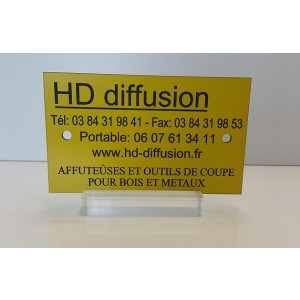 HD diffusion
Tél: 03 84 31 98 41 - Fax: 03 84 31 98 53
Portable: 06 07 61 34 11
www.hd-diffusion.fr
AFFUTEÛSES ET OUTILS DE COUPE
POUR BOIS ET METAUX